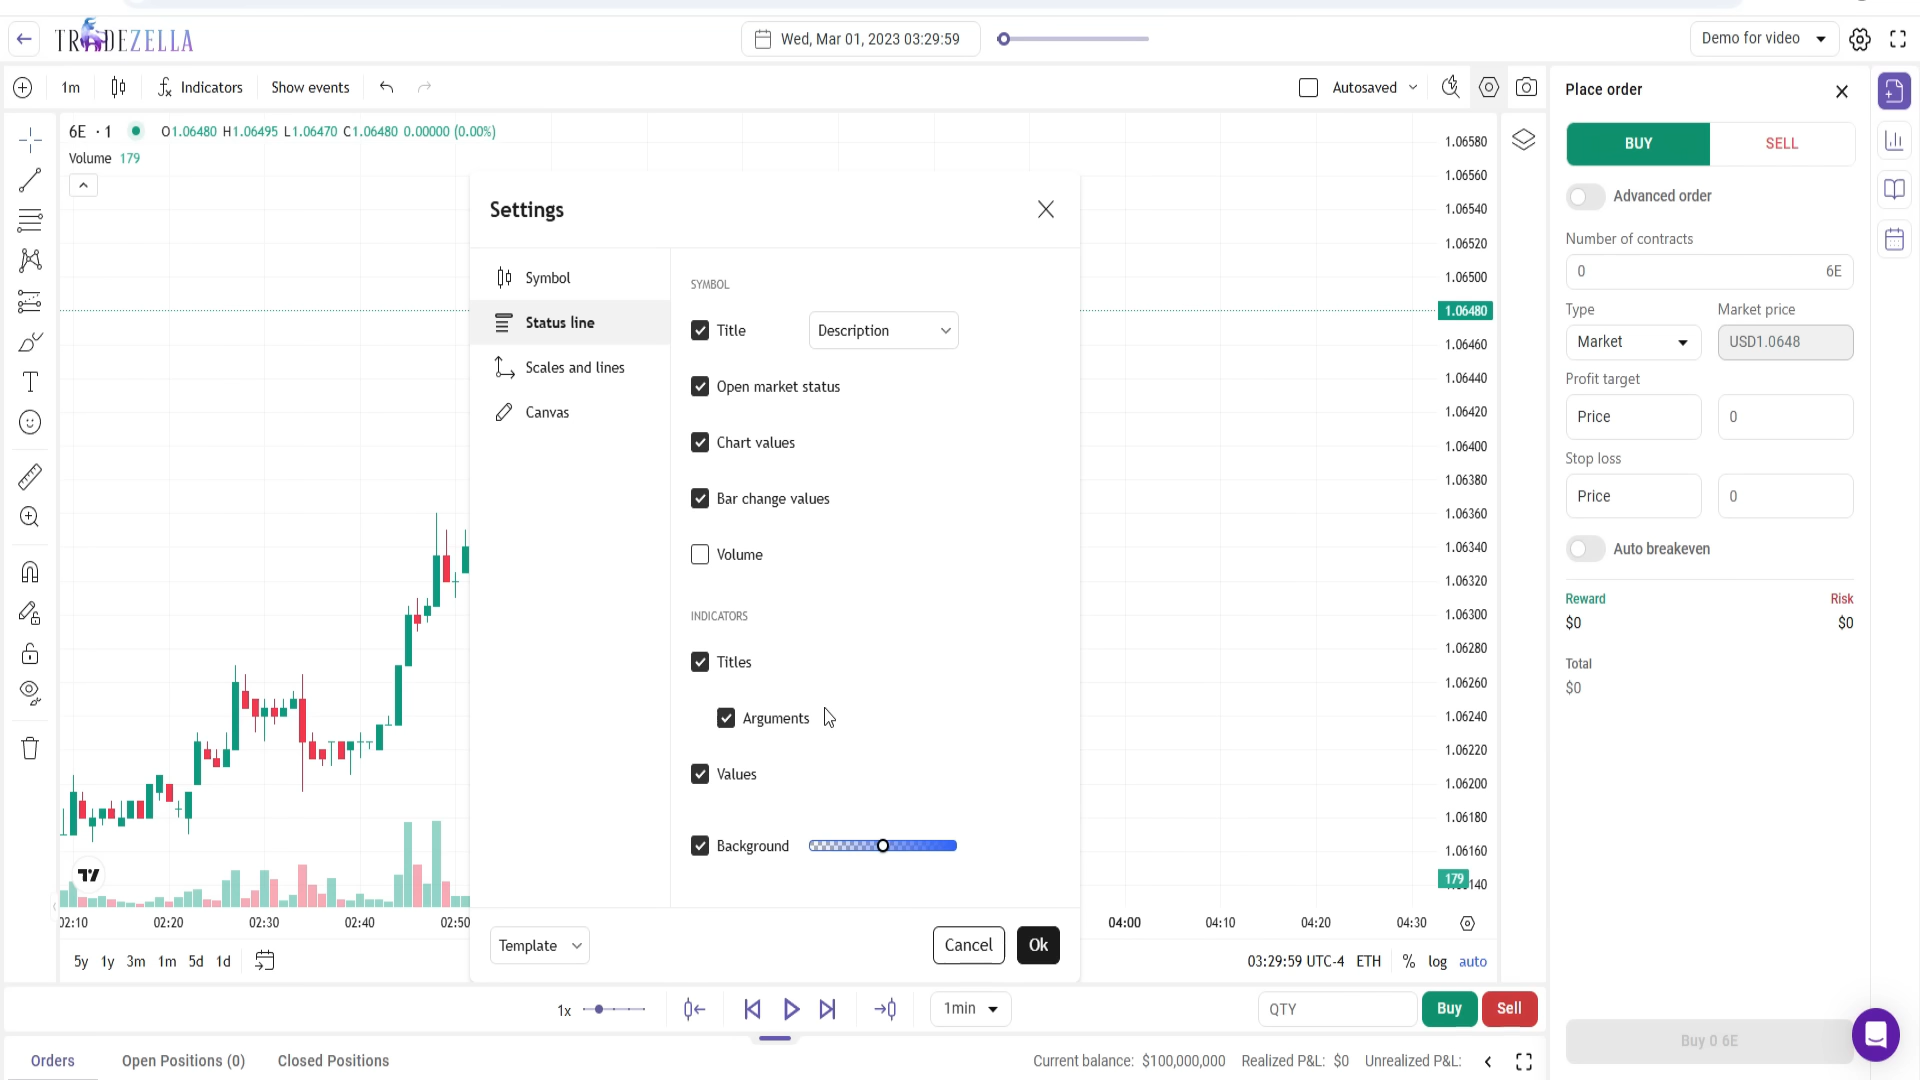 TRADEZELLA
Wed, Mar 01, 2023 03:29:59
Demo for video
1m
Indicators
Show events
Autosaved
Place order
6E · 1
O1.06480 H1.06495 L1.06470 C1.06480 0.00000 (0.00%)
Volume 179
BUY
SELL
Advanced order
Number of contracts
0
6E
Type
Market price
Market
USD1.0648
Profit target
Price
0
Stop loss
Price
0
Auto breakeven
Reward
Risk
$0
$0
Total
$0
Buy 0 6E
Settings
Symbol
Status line
Scales and lines
Canvas
SYMBOL
Title
Description
Open market status
Chart values
Bar change values
Volume
INDICATORS
Titles
Arguments
Values
Background
Template
Cancel
Ok
1.06580
1.06560
1.06540
1.06520
1.06500
1.06480
1.06460
1.06440
1.06420
1.06400
1.06380
1.06360
1.06340
1.06320
1.06300
1.06280
1.06260
1.06240
1.06220
1.06200
1.06180
1.06160
179
140
02:10
02:20
02:30
02:40
02:50
04:00
04:10
04:20
04:30
5y
1y
3m
1m
5d
1d
03:29:59 UTC-4
ETH
%
log
auto
1x
1min
QTY
Buy
Sell
Orders
Open Positions (0)
Closed Positions
Current balance: $100,000,000
Realized P&L: $0
Unrealized P&L: